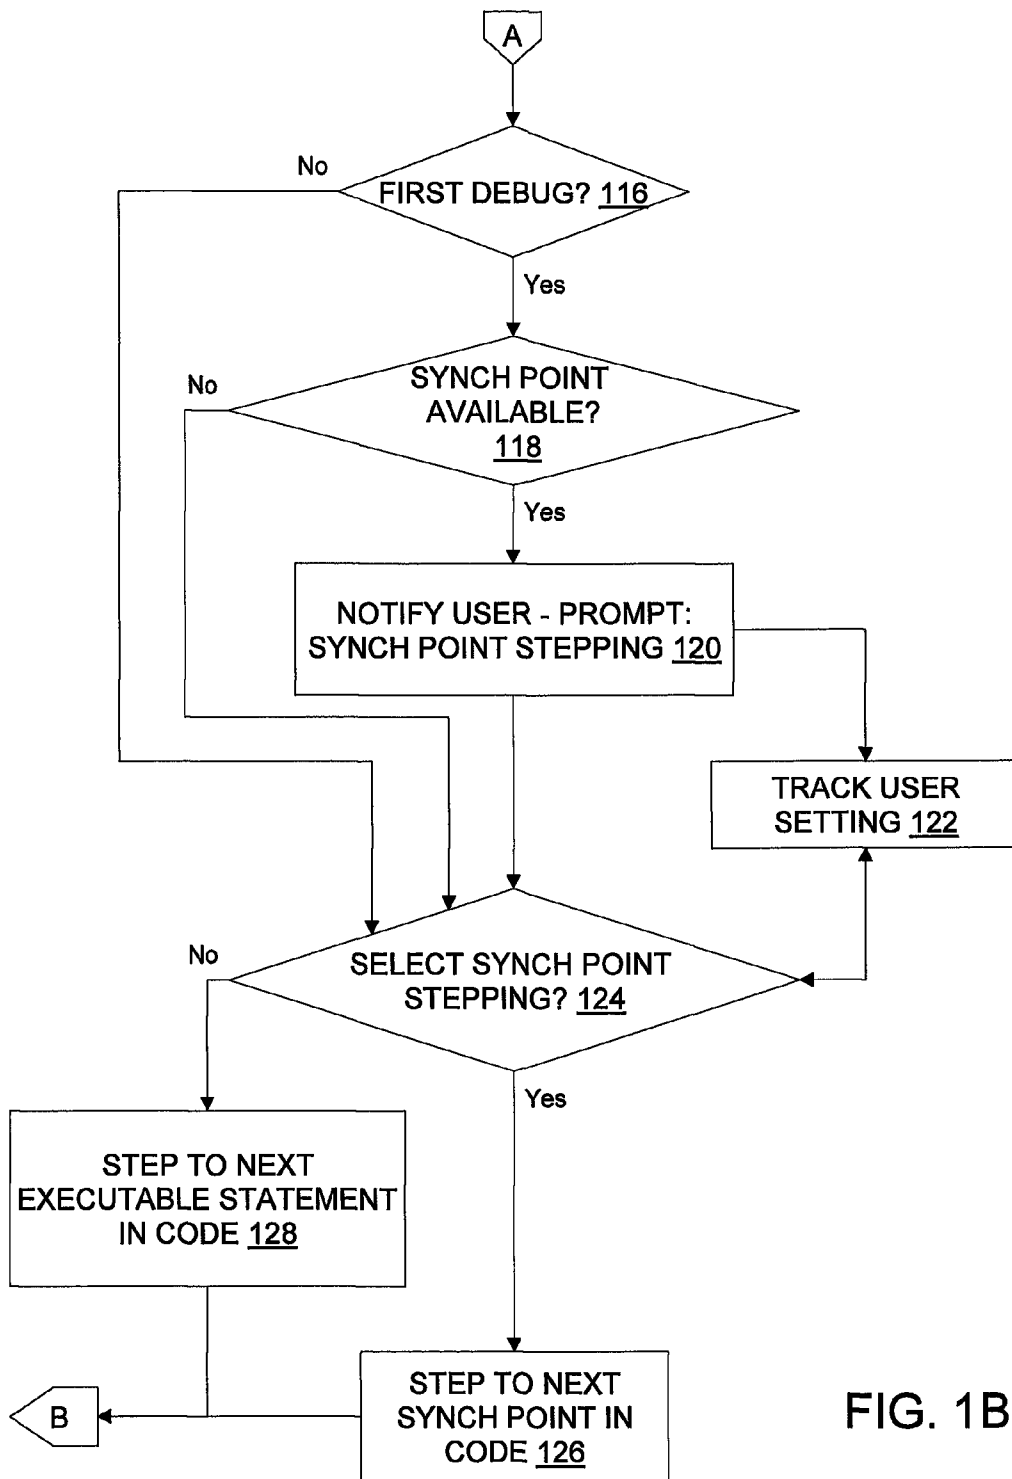 A
No
FIRST DEBUG? 116
Yes
No
SYNCH POINT
AVAILABLE?
118
Yes
NOTIFY USER - PROMPT:
SYNCH POINT STEPPING 120
TRACK USER
SETTING 122
No
SELECT SYNCH POINT
STEPPING? 124
Yes
STEP TO NEXT
EXECUTABLE STATEMENT
IN CODE 128
B
STEP TO NEXT
SYNCH POINT IN
CODE 126
FIG. 1B